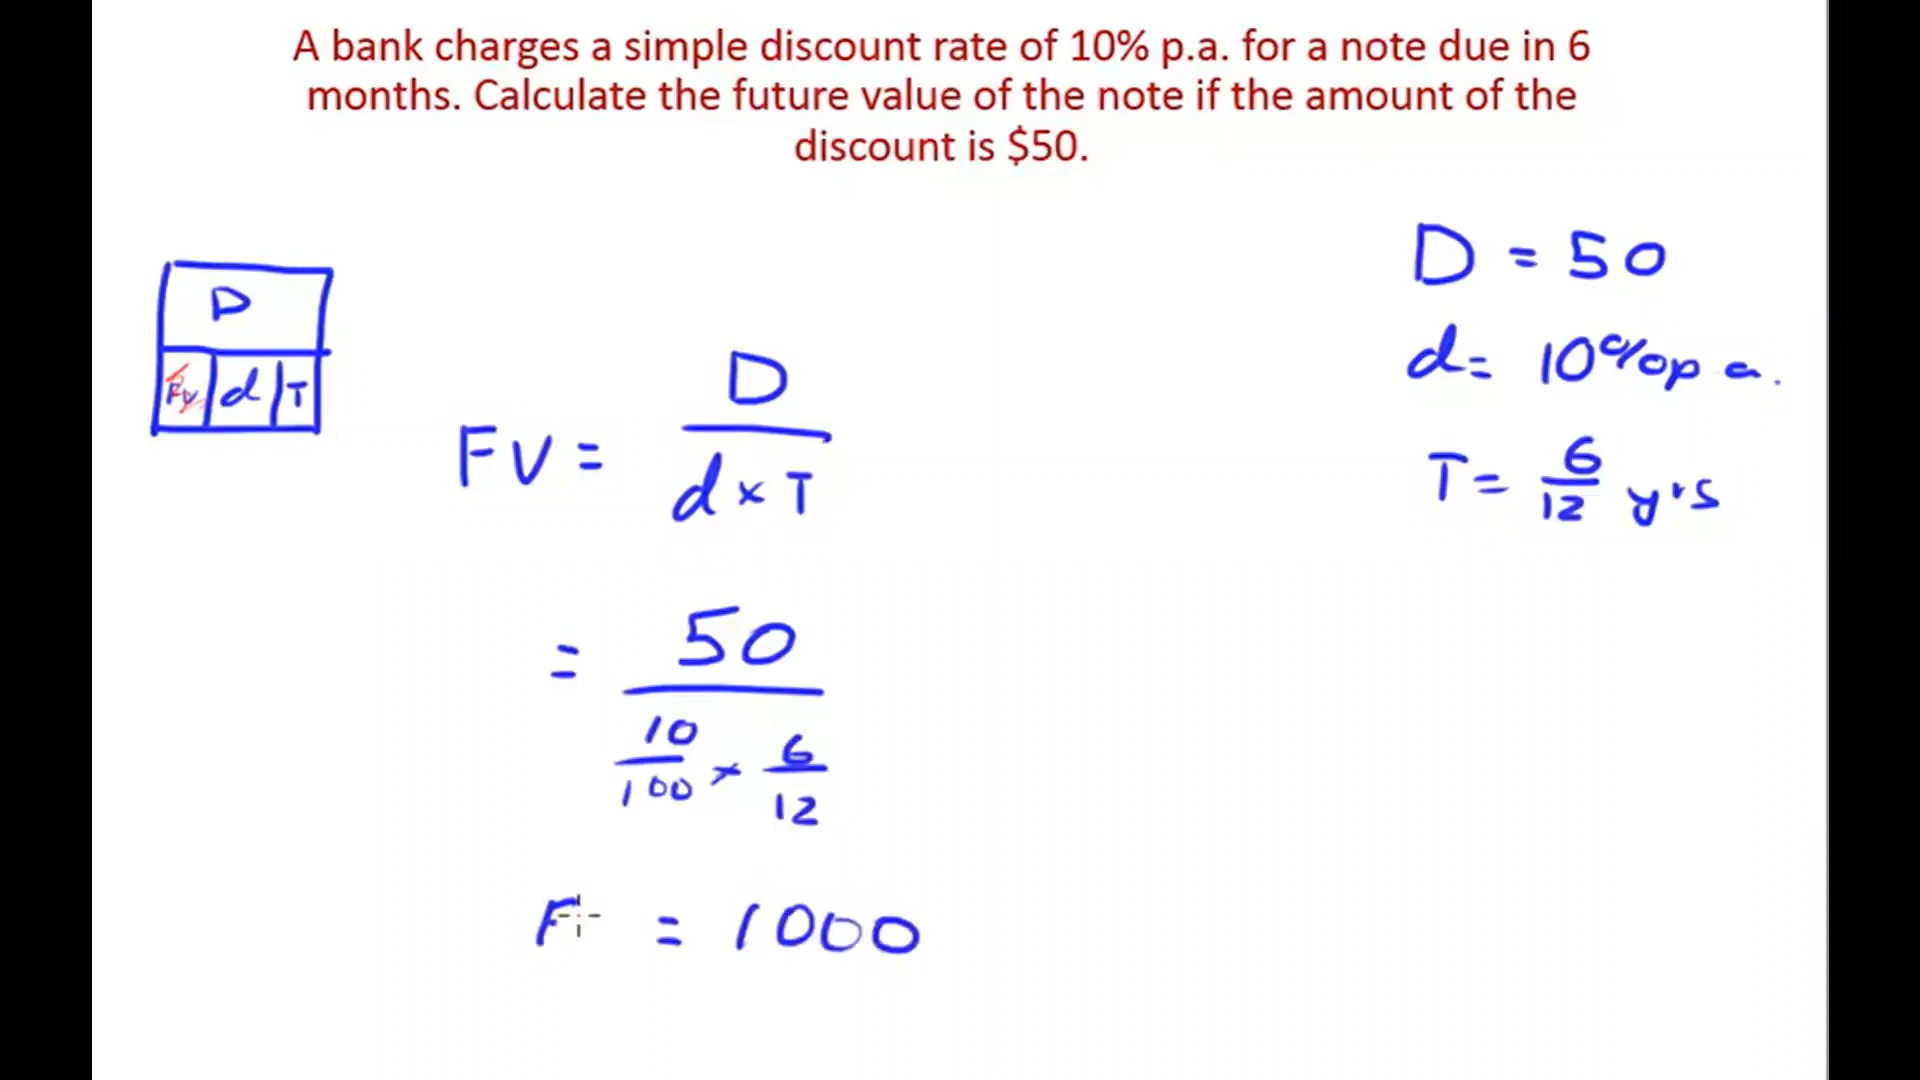 A bank charges a simple discount rate of 10% p.a. for a note due in 6
months. Calculate the future value of the note if the amount of the
discount is $50.
D = 50
d = 10% p a.
T = 6/12 yrs
D
FV d T
FV = D / d × T
= 50 / 10/100 × 6/12
F = 1000